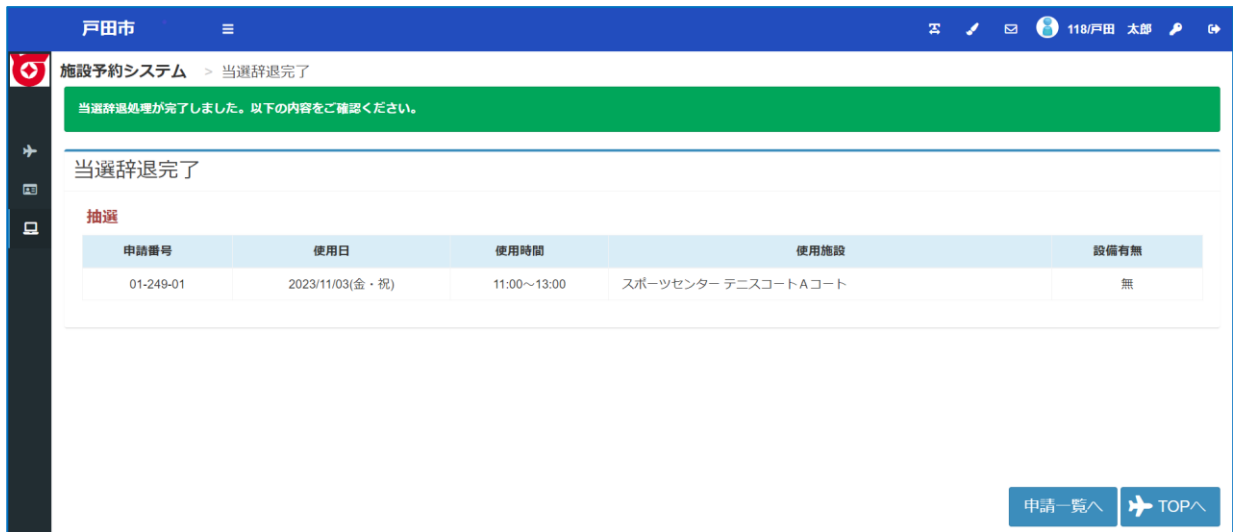 戸田市
118/戸田 太郎
施設予約システム > 当選辞退完了
当選辞退処理が完了しました。以下の内容をご確認ください。
当選辞退完了
抽選
申請番号 使用日 使用時間 使用施設 設備有無
01-249-01 2023/11/03(金・祝) 11:00～13:00 スポーツセンター テニスコートAコート 無
申請一覧へ TOPへ